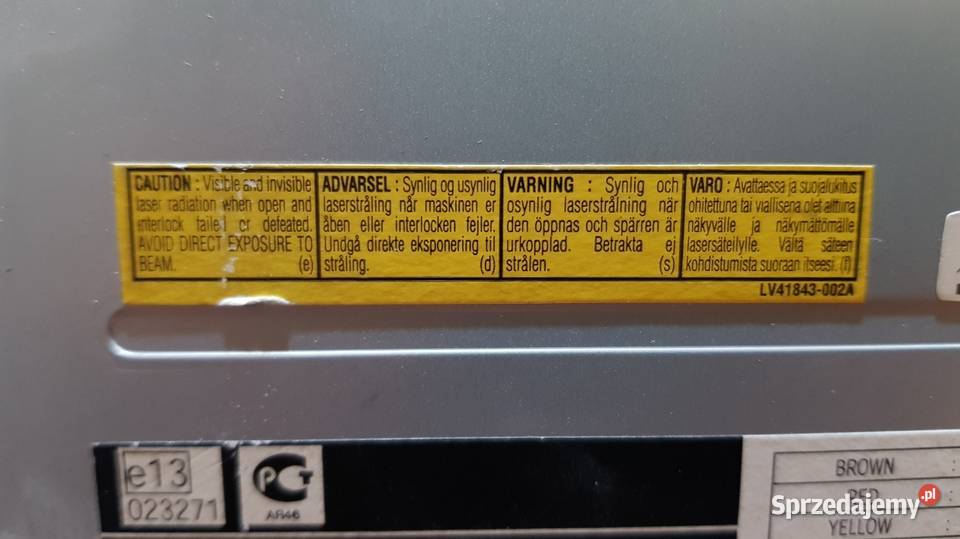 CAUTION : Visible and invisible
laser radiation when open and
interlock failed or defeated.
AVOID DIRECT EXPOSURE TO
BEAM. (e)
ADVARSEL : Synlig og usynlig
laserstråling når maskinen er
åben eller interlocken fejler.
Undgå direkte eksponering til
stråling. (d)
VARNING : Synlig och
osynlig laserstrålning när
den öppnas och spärren är
urkopplad. Betrakta ej
strålen. (s)
VARO : Avattaessa ja suojalukitus
ohitettuna tai viallisena olet alttiina
näkyvälle ja näkymättömälle
lasersäteilylle. Vältä säteen
kohdistumista suoraan itseesi. (f)
LV41843-002A
e13
023271
РСТ
АЯ46
BROWN :
RED
YELLOW :
Sprzedajemy.pl